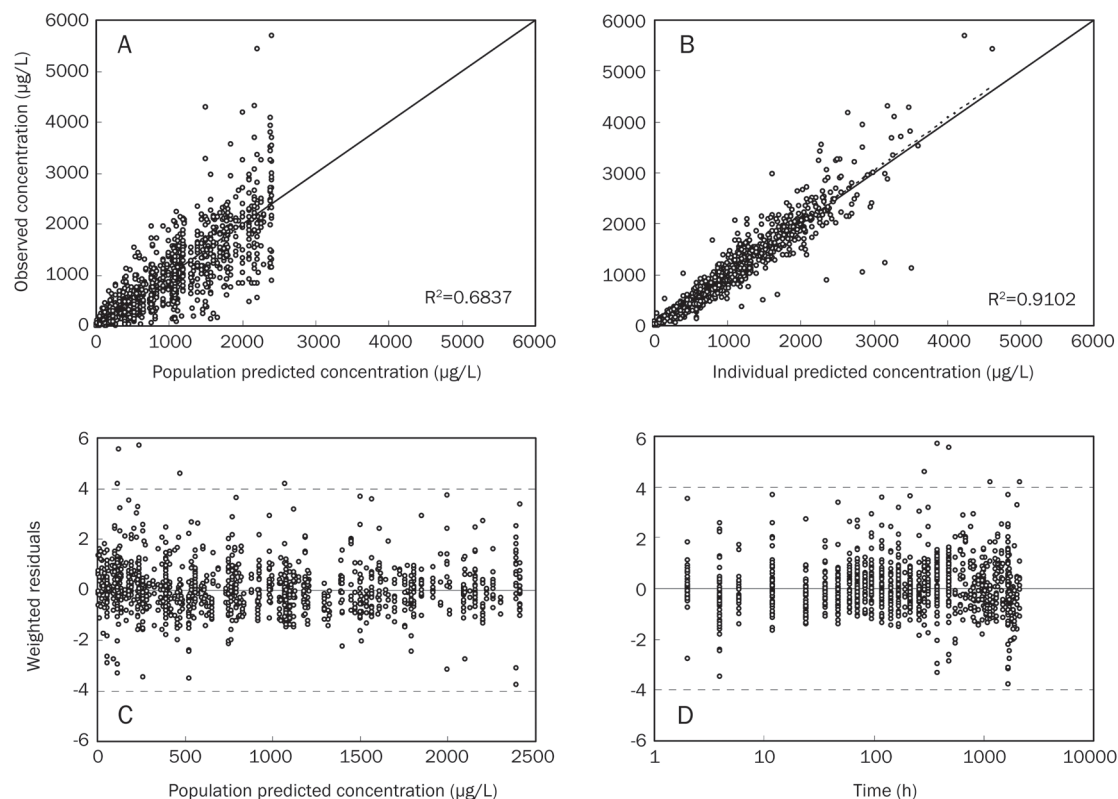 A
Observed concentration (µg/L)
6000
5000
4000
3000
2000
1000
0
R²=0.6837
0 1000 2000 3000 4000 5000 6000
Population predicted concentration (µg/L)
B
6000
5000
4000
3000
2000
1000
0
R²=0.9102
0 1000 2000 3000 4000 5000 6000
Individual predicted concentration (µg/L)
Weighted residuals
6
4
2
0
-2
-4
-6
C
0 500 1000 1500 2000 2500
Population predicted concentration (µg/L)
6
4
2
0
-2
-4
-6
D
1 10 100 1000 10000
Time (h)